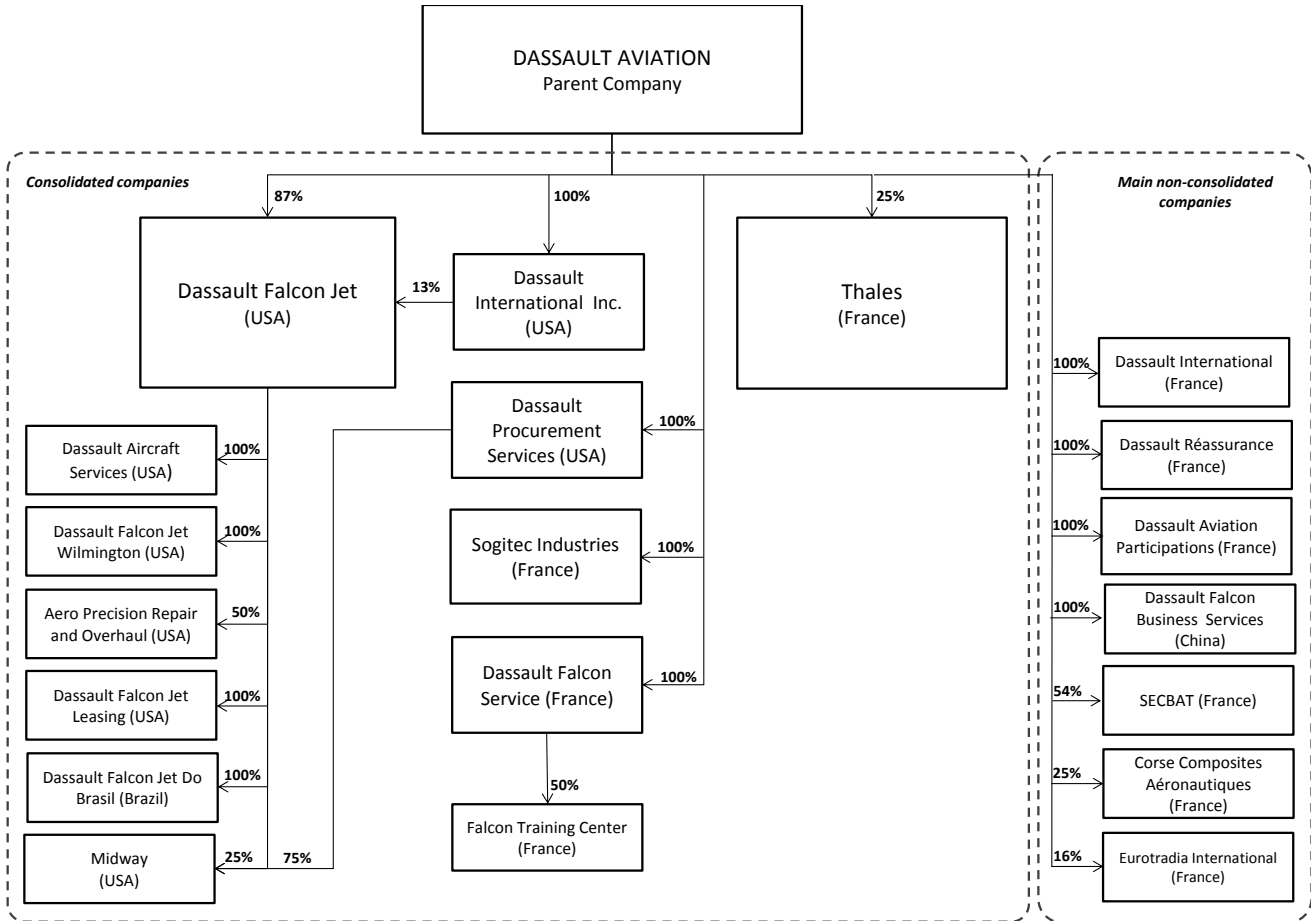 DASSAULT AVIATION
Parent Company
Consolidated companies
Main non-consolidated
companies
87%
100%
25%
Dassault Falcon Jet
(USA)
13%
Dassault
International Inc.
(USA)
Thales
(France)
Dassault Aircraft
Services (USA)
100%
Dassault Falcon Jet
Wilmington (USA)
100%
Aero Precision Repair
and Overhaul (USA)
50%
Dassault Falcon Jet
Leasing (USA)
100%
Dassault Falcon Jet Do
Brasil (Brazil)
100%
Midway
(USA)
25%
75%
Dassault
Procurement
Services (USA)
100%
Sogitec Industries
(France)
100%
Dassault Falcon
Service (France)
100%
50%
Falcon Training Center
(France)
100%
Dassault International
(France)
100%
Dassault Réassurance
(France)
100%
Dassault Aviation
Participations (France)
100%
Dassault Falcon
Business Services
(China)
54%
SECBAT (France)
25%
Corse Composites
Aéronautiques
(France)
16%
Eurotradia International
(France)